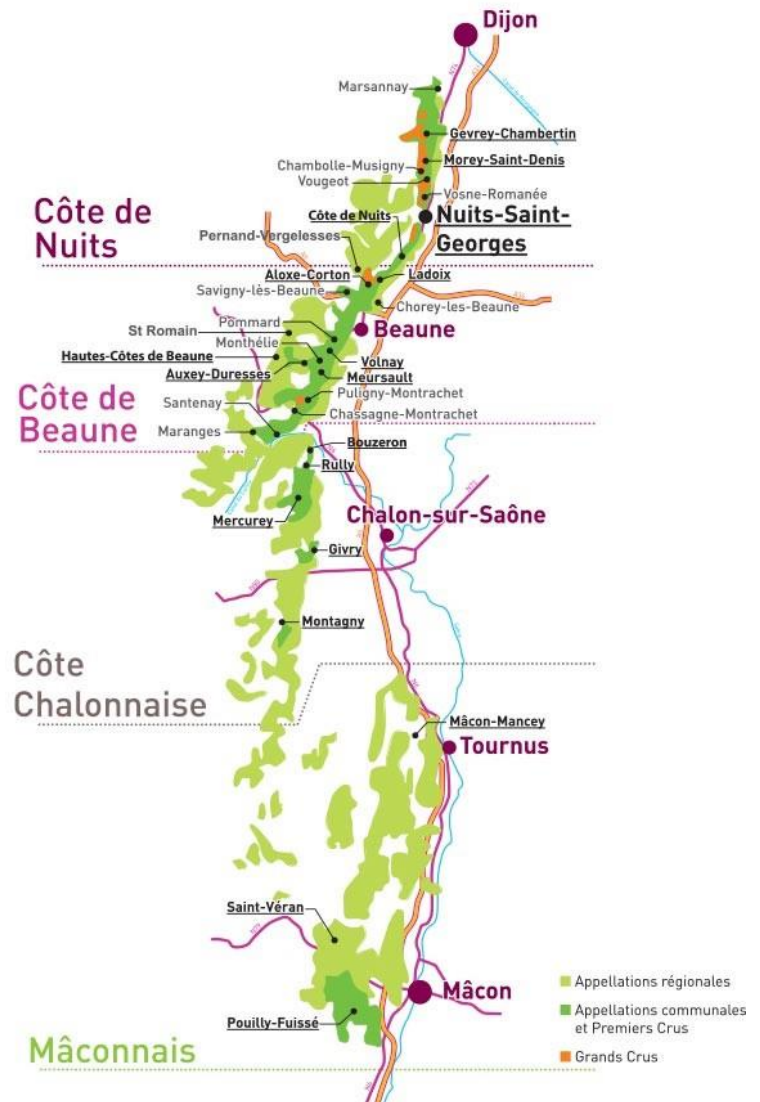 Dijon
Marsannay
Gevrey-Chambertin
Morey-Saint-Denis
Chambolle-Musigny
Vougeot
Vosne-Romanée
Côte de Nuits
Nuits-Saint-
Georges
Côte de
Nuits
Pernand-Vergelesses
Aloxe-Corton
Ladoix
Savigny-lès-Beaune
Chorey-les-Beaune
Pommard
Beaune
St Romain
Monthélie
Hautes-Côtes de Beaune
Volnay
Auxey-Duresses
Meursault
Puligny-Montrachet
Santenay
Chassagne-Montrachet
Côte de
Beaune
Maranges
Bouzeron
Rully
Mercurey
Chalon-sur-Saône
Givry
Montagny
Côte
Chalonnaise
Mâcon-Mancey
Tournus
Saint-Véran
Mâcon
Pouilly-Fuissé
Mâconnais
Appellations régionales
Appellations communales
et Premiers Crus
Grands Crus
N74